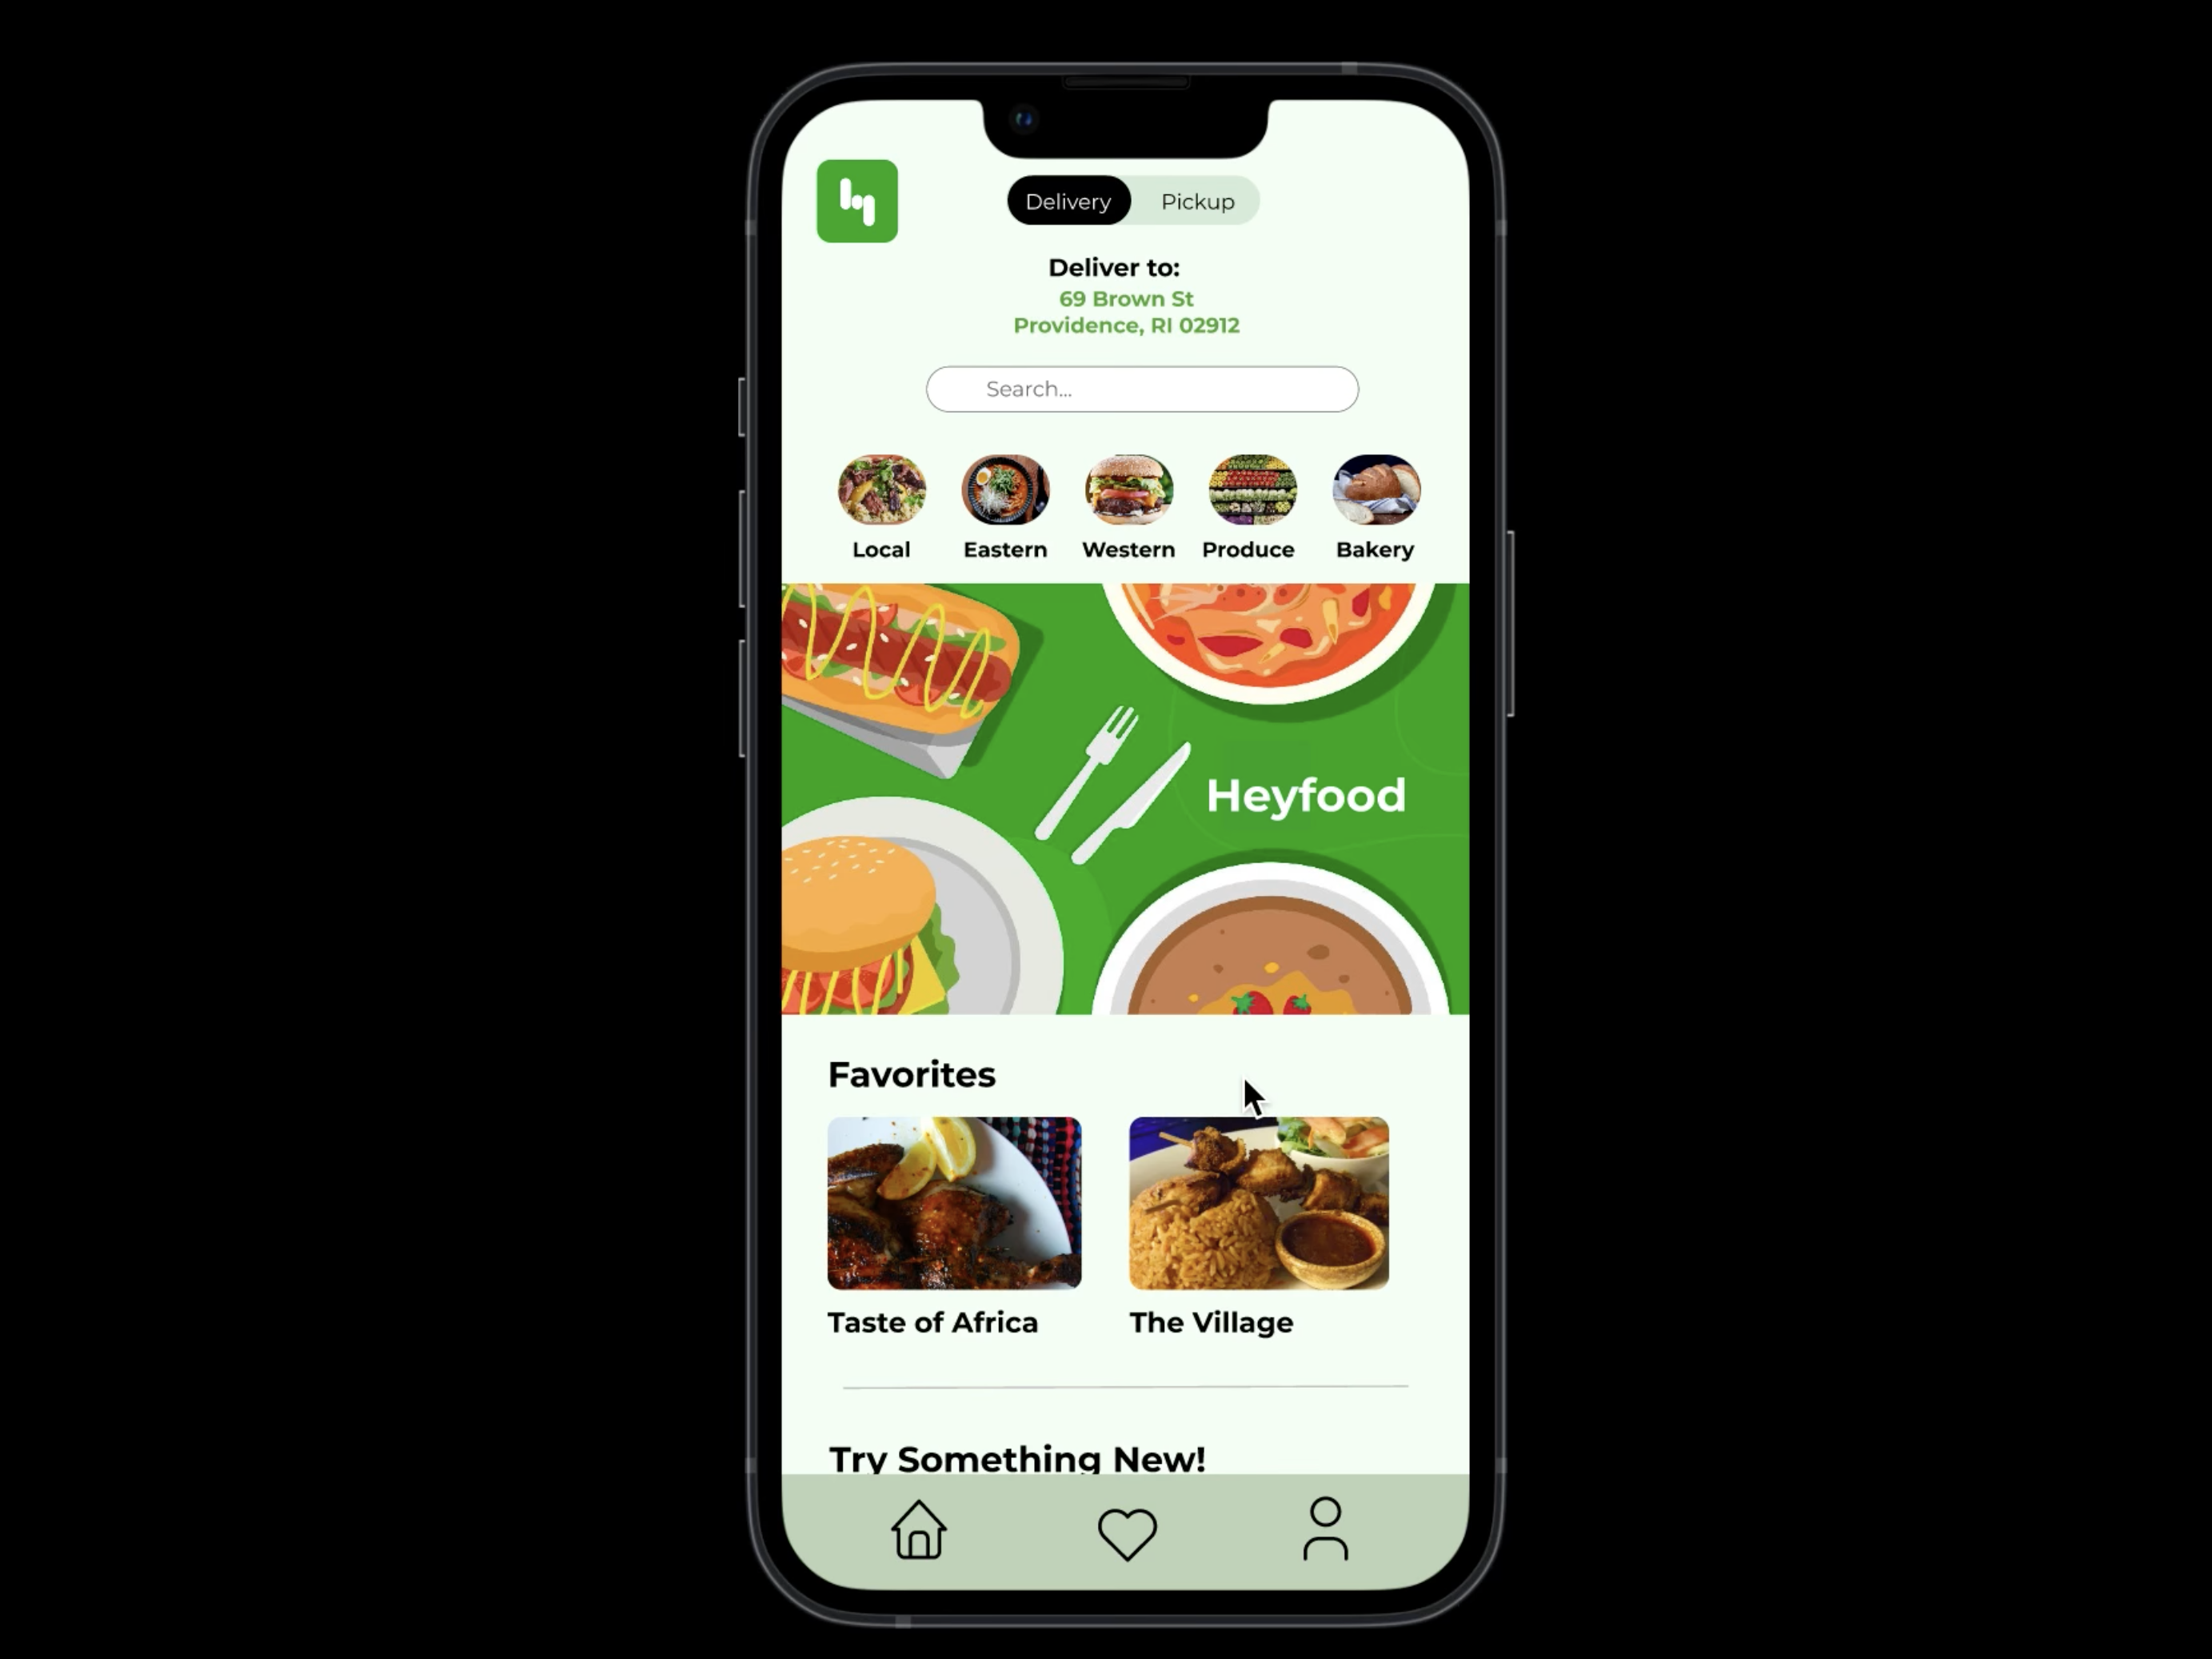 Delivery Pickup
Deliver to:
69 Brown St
Providence, RI 02912
Search...
Local Eastern Western Produce Bakery
Heyfood
Favorites
Taste of Africa The Village
Try Something New!